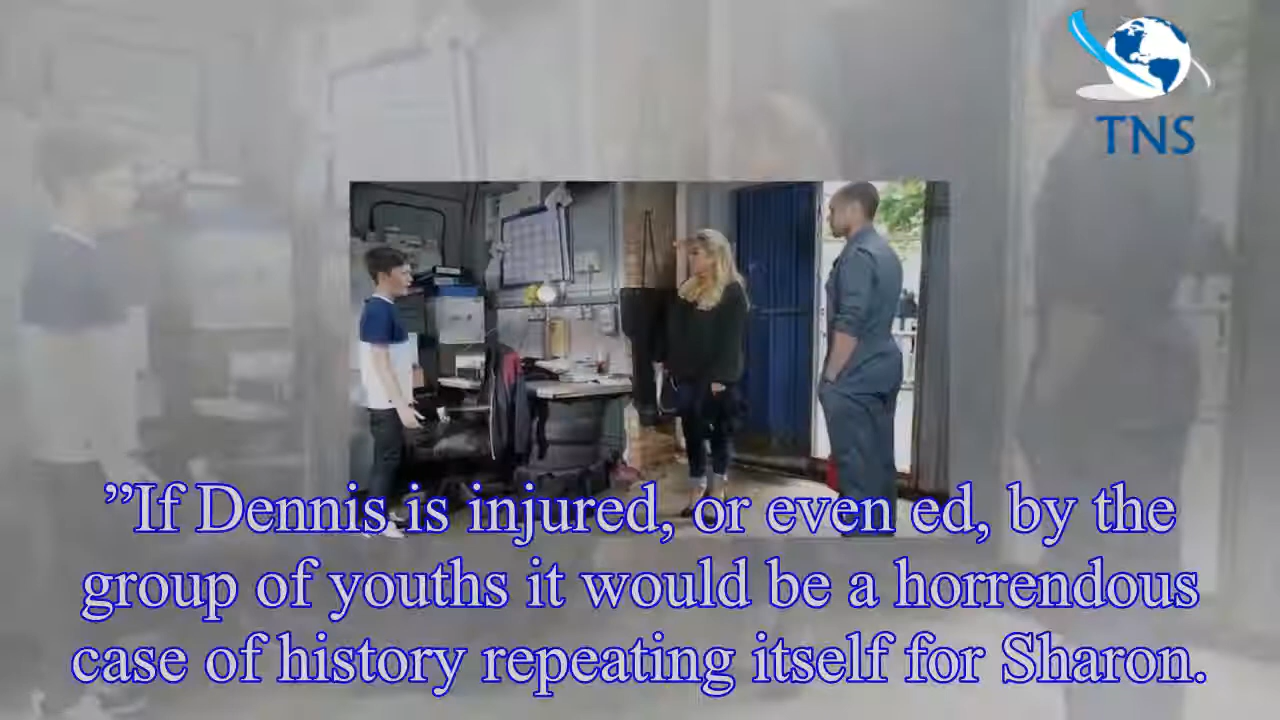 TNS
”If Dennis is injured, or even ed, by the
group of youths it would be a horrendous
case of history repeating itself for Sharon.